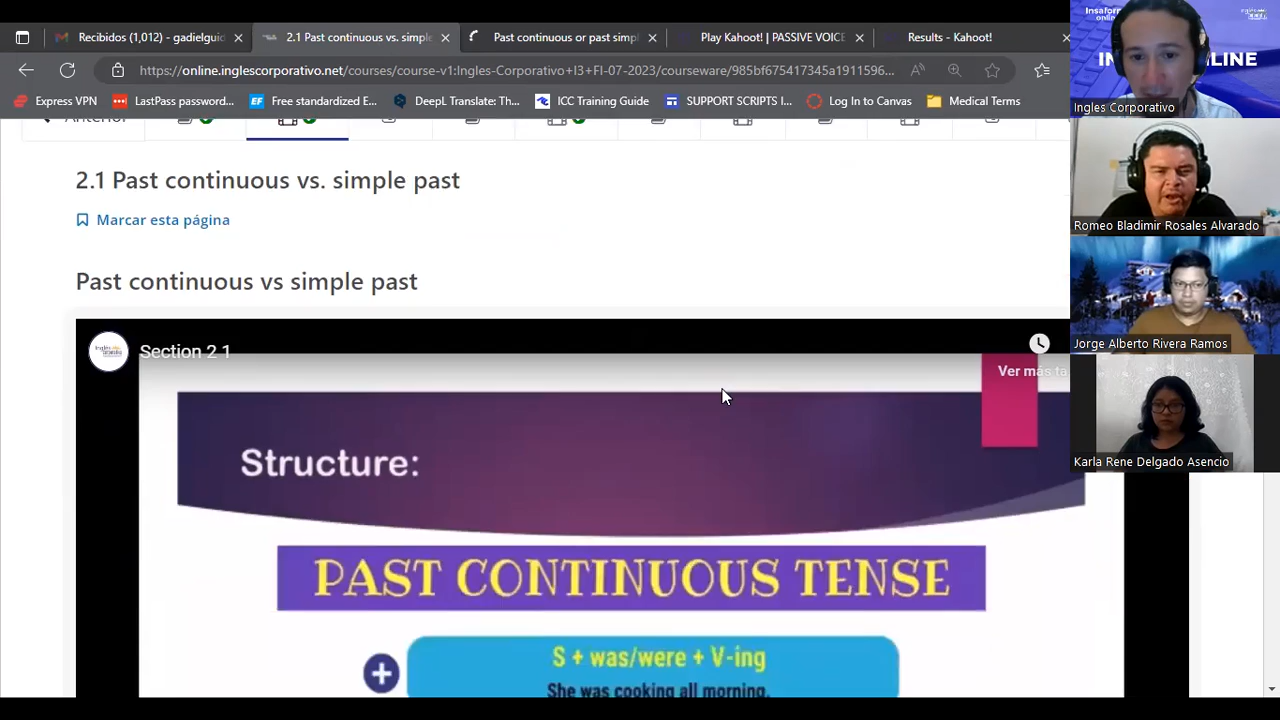 Recibidos (1,012) - gadielguid
2.1 Past continuous vs. simple
Past continuous or past simpl
Play Kahoot! | PASSIVE VOICE
Results - Kahoot!
https://online.inglescorporativo.net/courses/course-v1:Ingles-Corporativo+I3+FI-07-2023/courseware/985bf675417345a1911596...
Express VPN
LastPass password...
Free standardized E...
DeepL Translate: Th...
ICC Training Guide
SUPPORT SCRIPTS I...
Log In to Canvas
Medical Terms
Anterior
2.1 Past continuous vs. simple past
Marcar esta página
Past continuous vs simple past
Section 2 1
Ver más ta
Structure:
PAST CONTINUOUS TENSE
+
S + was/were + V-ing
She was cooking all morning.
Ingles Corporativo
Romeo Bladimir Rosales Alvarado
Jorge Alberto Rivera Ramos
Karla Rene Delgado Asencio